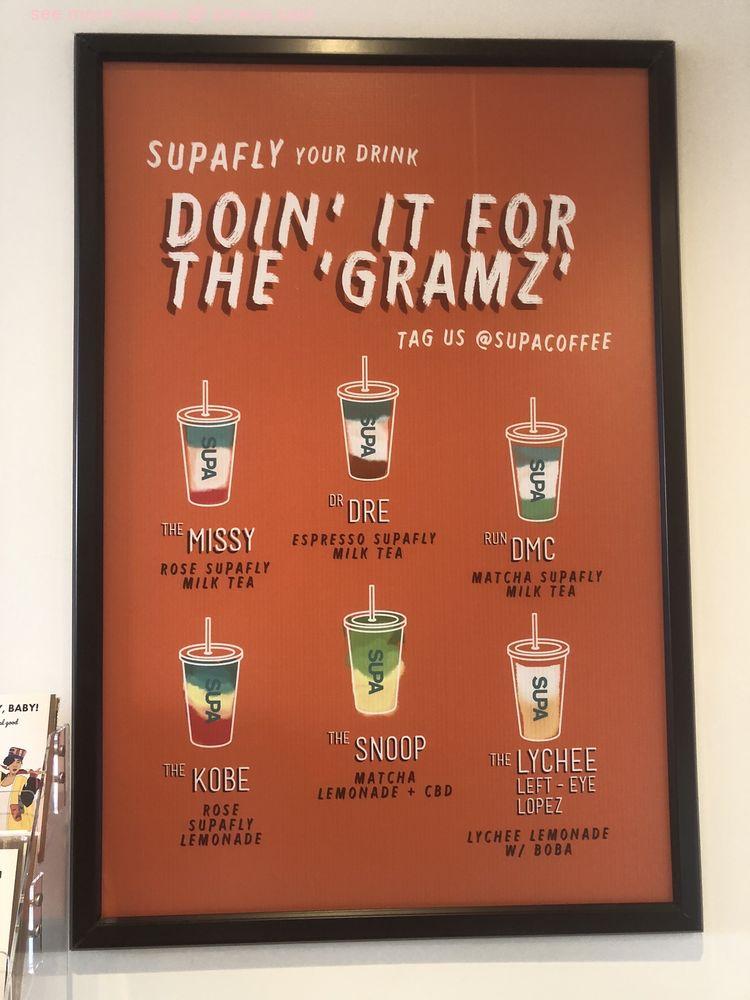 SUPAFLY YOUR DRINK
DOIN' IT FOR
THE 'GRAMZ'
TAG US @SUPACOFFEE
SUPA
SUPA
SUPA
THE MISSY
ROSE SUPAFLY
MILK TEA
DR DRE
ESPRESSO SUPAFLY
MILK TEA
RUN DMC
MATCHA SUPAFLY
MILK TEA
SUPA
SUPA
SUPA
THE KOBE
ROSE
SUPAFLY
LEMONADE
THE SNOOP
MATCHA
LEMONADE + CBD
THE LYCHEE
LEFT - EYE
LOPEZ
LYCHEE LEMONADE
W/ BOBA
, BABY!
good